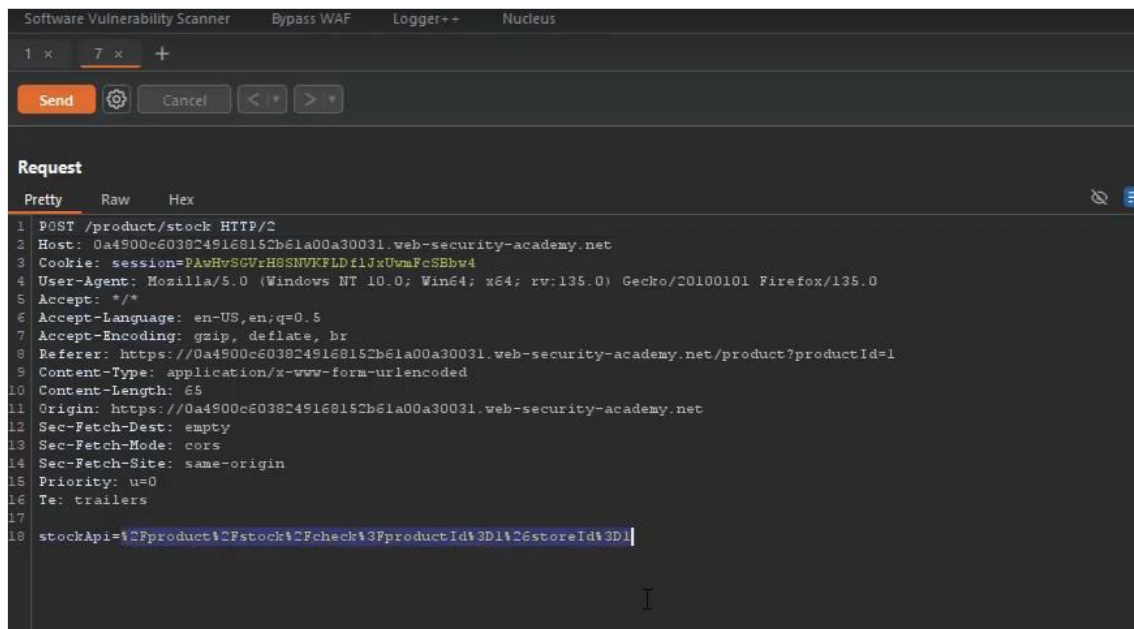 Software Vulnerability Scanner Bypass WAF Logger++ Nucleus
1 × 7 × +
Send Cancel < >
Request
Pretty Raw Hex
1 POST /product/stock HTTP/2
2 Host: 0a4900c6038249168152b61a00a30031.web-security-academy.net
3 Cookie: session=PAwHvSGVrH8SNVKFLDf1JxUwmFcSBbw4
4 User-Agent: Mozilla/5.0 (Windows NT 10.0; Win64; x64; rv:135.0) Gecko/20100101 Firefox/135.0
5 Accept: */*
6 Accept-Language: en-US,en;q=0.5
7 Accept-Encoding: gzip, deflate, br
8 Referer: https://0a4900c6038249168152b61a00a30031.web-security-academy.net/product?productId=1
9 Content-Type: application/x-www-form-urlencoded
10 Content-Length: 65
11 Origin: https://0a4900c6038249168152b61a00a30031.web-security-academy.net
12 Sec-Fetch-Dest: empty
13 Sec-Fetch-Mode: cors
14 Sec-Fetch-Site: same-origin
15 Priority: u=0
16 Te: trailers
17
18 stockApi=%2Fproduct%2Fstock%2Fcheck%3FproductId%3D1%26storeId%3D1